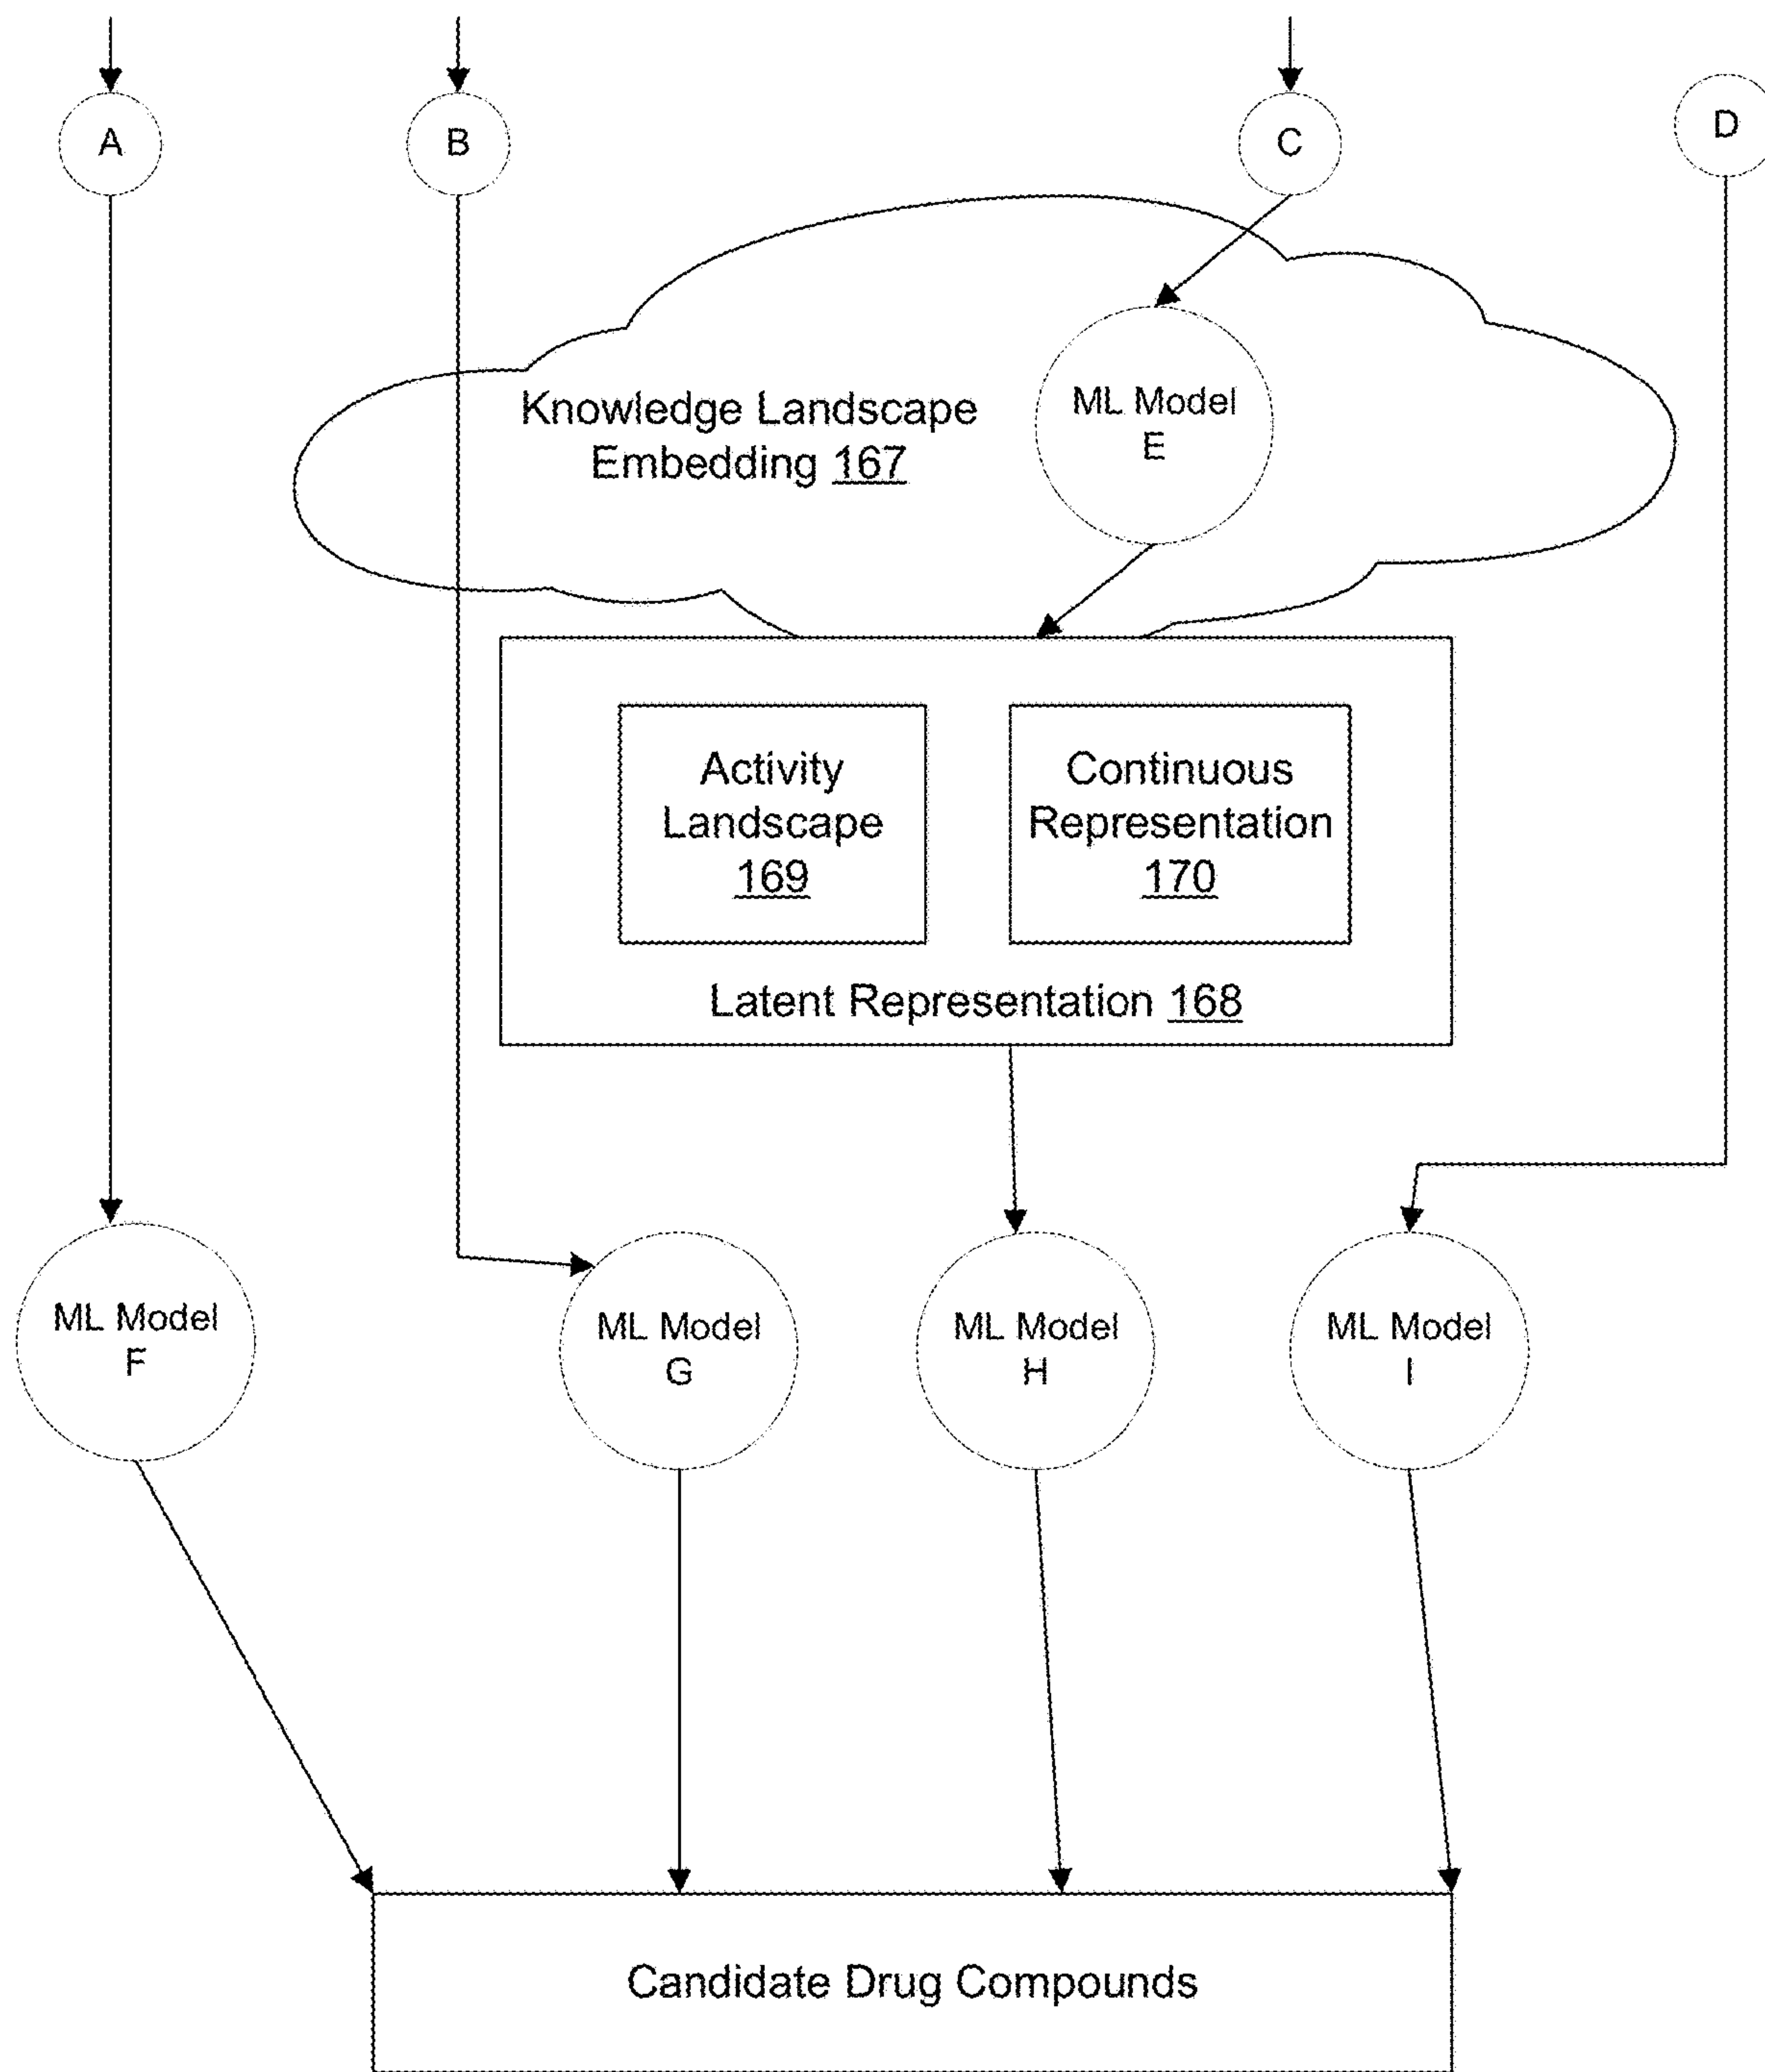 A
B
C
D
Knowledge Landscape
Embedding 167
ML Model
E
Activity
Landscape
169
Continuous
Representation
170
Latent Representation 168
ML Model
F
ML Model
G
ML Model
H
ML Model
I
Candidate Drug Compounds